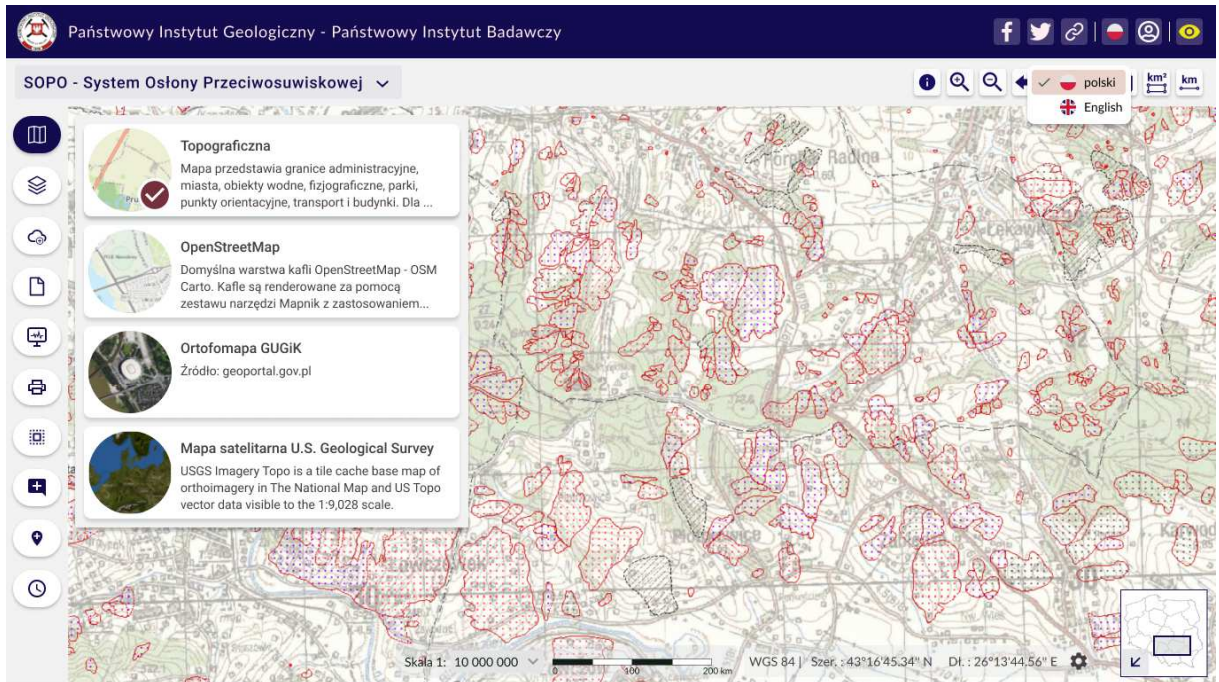 Państwowy Instytut Geologiczny - Państwowy Instytut Badawczy
SOPO - System Osłony Przeciwosuwiskowej
polski
English
km²
km
Topograficzna
Mapa przedstawia granice administracyjne,
miasta, obiekty wodne, fizjograficzne, parki,
punkty orientacyjne, transport i budynki. Dla ...
OpenStreetMap
Domyślna warstwa kafli OpenStreetMap - OSM
Carto. Kafle są renderowane za pomocą
zestawu narzędzi Mapnik z zastosowaniem...
Ortofomapa GUGiK
Źródło: geoportal.gov.pl
Mapa satelitarna U.S. Geological Survey
USGS Imagery Topo is a tile cache base map of
orthoimagery in The National Map and US Topo
vector data visible to the 1:9,028 scale.
Radlna
Łękawka
Skala 1: 10 000 000
0 100 200 km
WGS 84 | Szer. : 43°16'45.34" N Dł. : 26°13'44.56" E